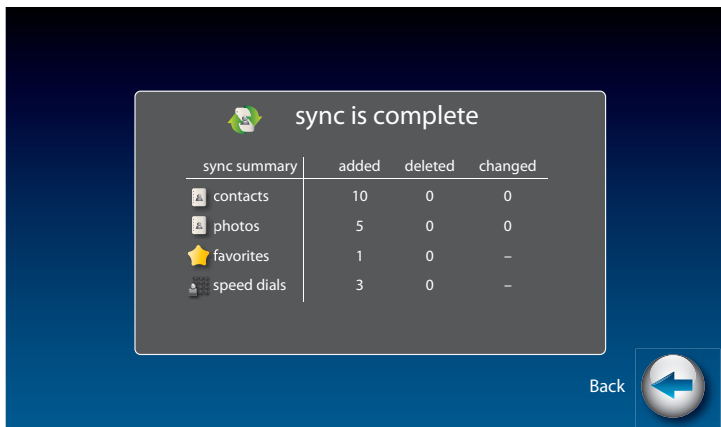 sync is complete
sync summary added deleted changed
contacts 10 0 0
photos 5 0 0
favorites 1 0 –
speed dials 3 0 –
Back